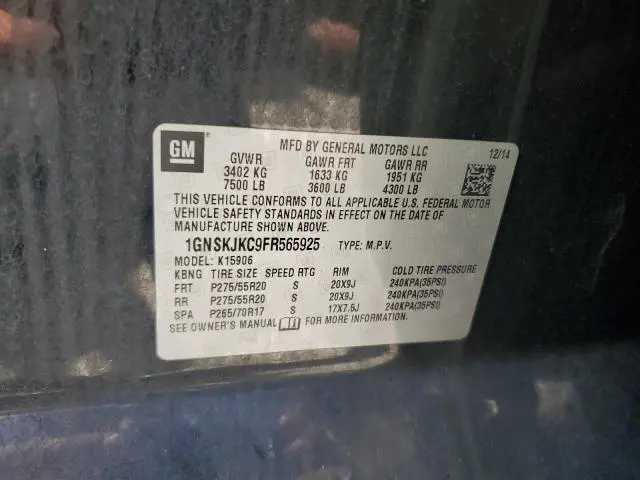 GM
MFD BY GENERAL MOTORS LLC 12/14
GVWR GAWR FRT GAWR RR
3402 KG 1633 KG 1951 KG
7500 LB 3600 LB 4300 LB
THIS VEHICLE CONFORMS TO ALL APPLICABLE U.S. FEDERAL MOTOR
VEHICLE SAFETY STANDARDS IN EFFECT ON THE DATE OF
MANUFACTURE SHOWN ABOVE.
1GNSKJKC9FR565925 TYPE: M.P.V.
MODEL: K15906
KBNG TIRE SIZE SPEED RTG RIM COLD TIRE PRESSURE
FRT P275/55R20 S 20X9J 240KPA(35PSI)
RR P275/55R20 S 20X9J 240KPA(35PSI)
SPA P265/70R17 S 17X7.5J 240KPA(35PSI)
SEE OWNER'S MANUAL FOR MORE INFORMATION.